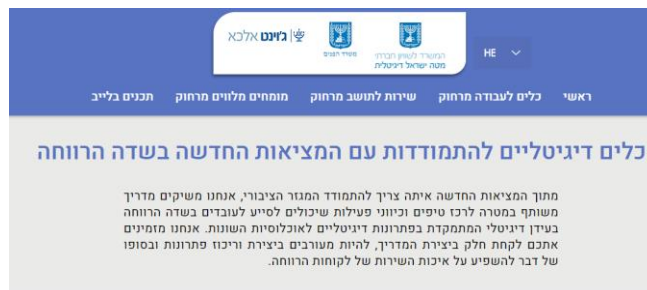 ג'וינט אלכא
משרד הפנים
המשרד לשוויון חברתי
מטה ישראל דיגיטלית
HE
ראשי כלים לעבודה מרחוק שירות לתושב מרחוק מומחים מלווים מרחוק תכנים בלייב
כלים דיגיטליים להתמודדות עם המציאות החדשה בשדה הרווחה
מתוך המציאות החדשה איתה צריך להתמודד המגזר הציבורי, אנחנו משיקים מדריך
משותף במטרה לרכז טיפים וכיווני פעילות שיכולים לסייע לעובדים בשדה הרווחה
בעידן דיגיטלי המתמקדת בפתרונות דיגיטליים לאוכלוסיות השונות. אנחנו מזמינים
אתכם לקחת חלק ביצירת המדריך, להיות מעורבים ביצירת וריכוז פתרונות ובסופו
של דבר להשפיע על איכות השירות של לקוחות הרווחה.